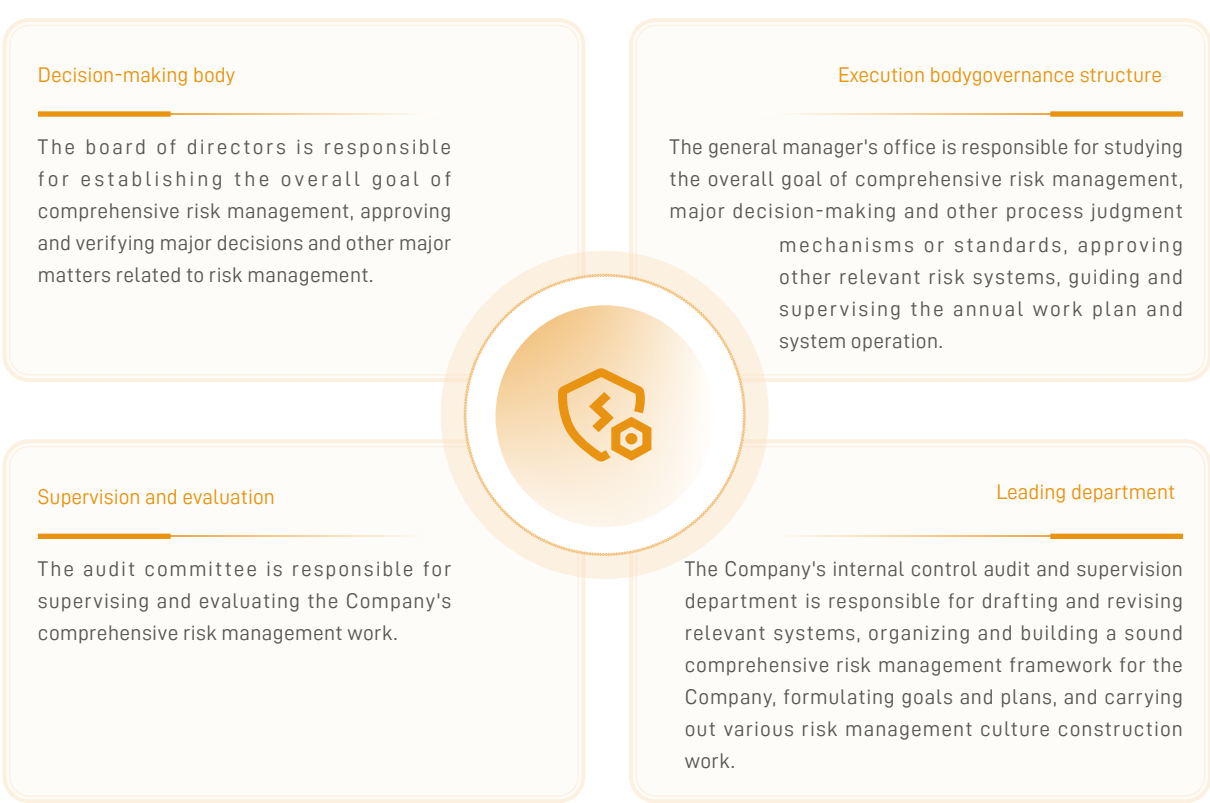 Decision-making body
The board of directors is responsible
for establishing the overall goal of
comprehensive risk management, approving
and verifying major decisions and other major
matters related to risk management.
Execution bodygovernance structure
The general manager's office is responsible for studying
the overall goal of comprehensive risk management,
major decision-making and other process judgment
mechanisms or standards, approving
other relevant risk systems, guiding and
supervising the annual work plan and
system operation.
Supervision and evaluation
The audit committee is responsible for
supervising and evaluating the Company's
comprehensive risk management work.
Leading department
The Company's internal control audit and supervision
department is responsible for drafting and revising
relevant systems, organizing and building a sound
comprehensive risk management framework for the
Company, formulating goals and plans, and carrying
out various risk management culture construction
work.